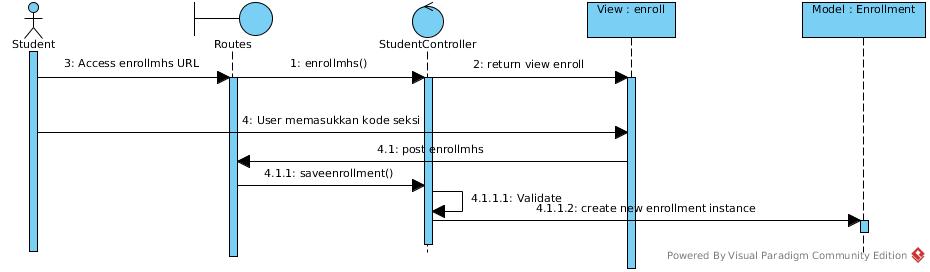 View : enroll
Model : Enrollment
Student
Routes
StudentController
3: Access enrollmhs URL
1: enrollmhs()
2: return view enroll
4: User memasukkan kode seksi
4.1: post enrollmhs
4.1.1: saveenrollment()
4.1.1.1: Validate
4.1.1.2: create new enrollment instance
Powered By Visual Paradigm Community Edition